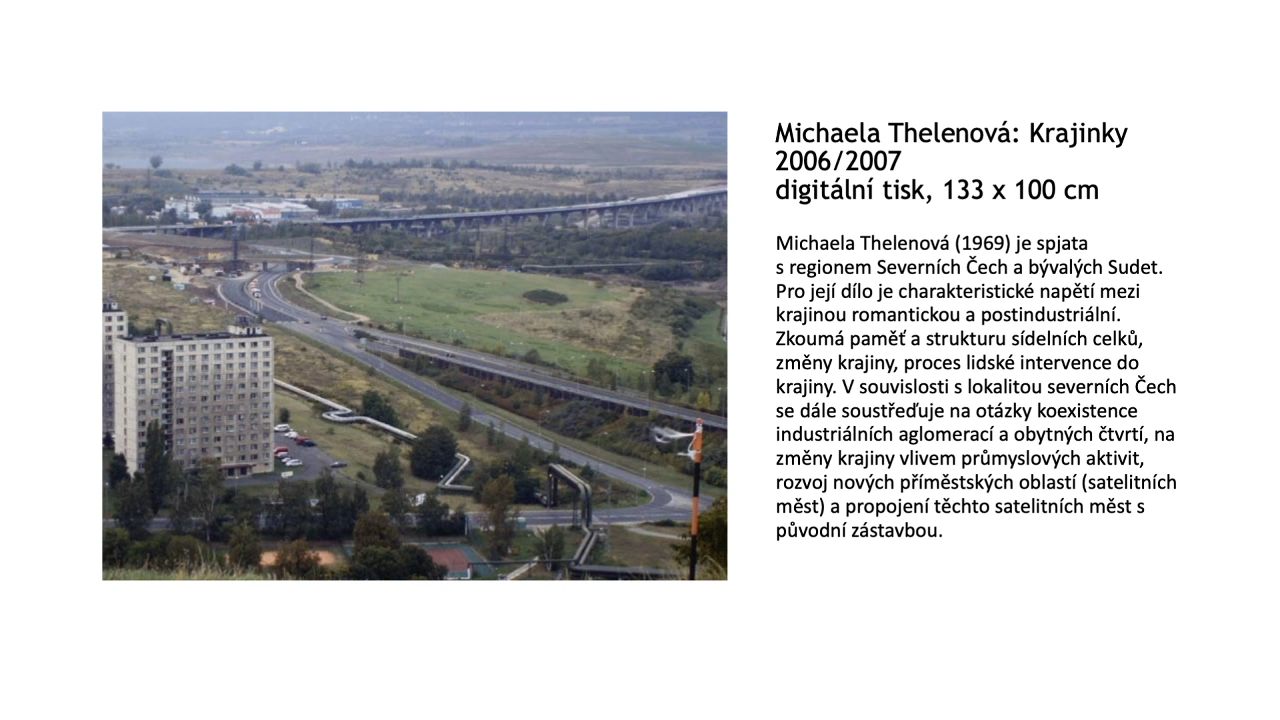 Michaela Thelenová: Krajinky
2006/2007
digitální tisk, 133 x 100 cm
Michaela Thelenová (1969) je spjata
s regionem Severních Čech a bývalých Sudet.
Pro její dílo je charakteristické napětí mezi
krajinou romantickou a postindustriální.
Zkoumá paměť a strukturu sídelních celků,
změny krajiny, proces lidské intervence do
krajiny. V souvislosti s lokalitou severních Čech
se dále soustřeďuje na otázky koexistence
industriálních aglomerací a obytných čtvrtí, na
změny krajiny vlivem průmyslových aktivit,
rozvoj nových příměstských oblastí (satelitních
měst) a propojení těchto satelitních měst s
původní zástavbou.